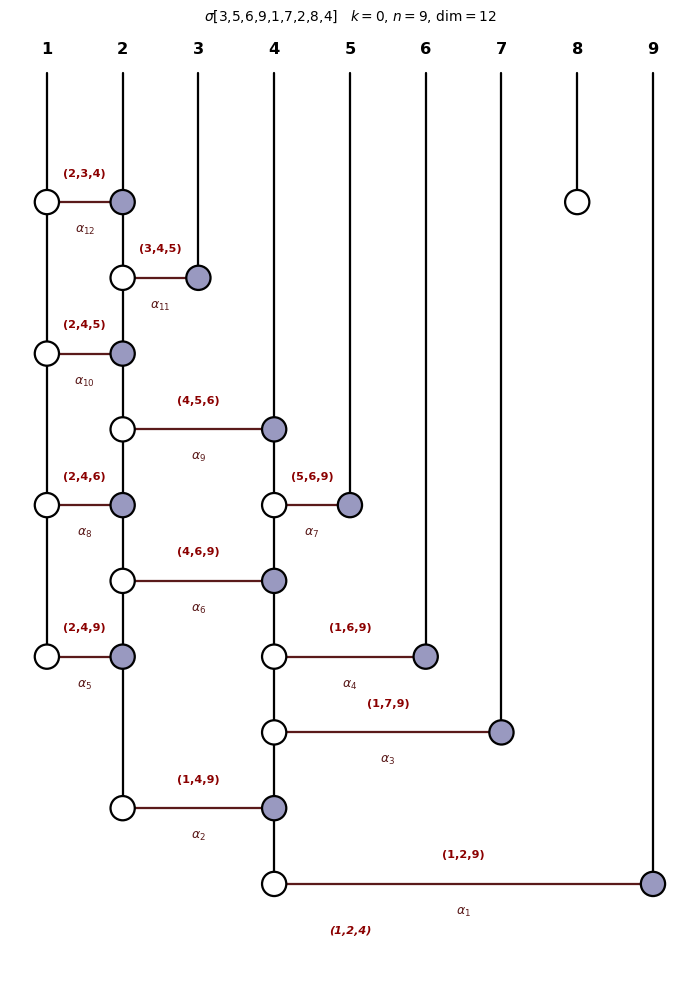 σ[3,5,6,9,1,7,2,8,4] k = 0, n = 9, dim = 12
1 2 3 4 5 6 7 8 9
(2,3,4)
α₁₂
(3,4,5)
α₁₁
(2,4,5)
α₁₀
(4,5,6)
α₉
(2,4,6) (5,6,9)
α₈ α₇
(4,6,9)
α₆
(2,4,9) (1,6,9)
α₅ α₄
(1,7,9)
α₃
(1,4,9)
α₂
(1,2,9)
α₁
(1,2,4)